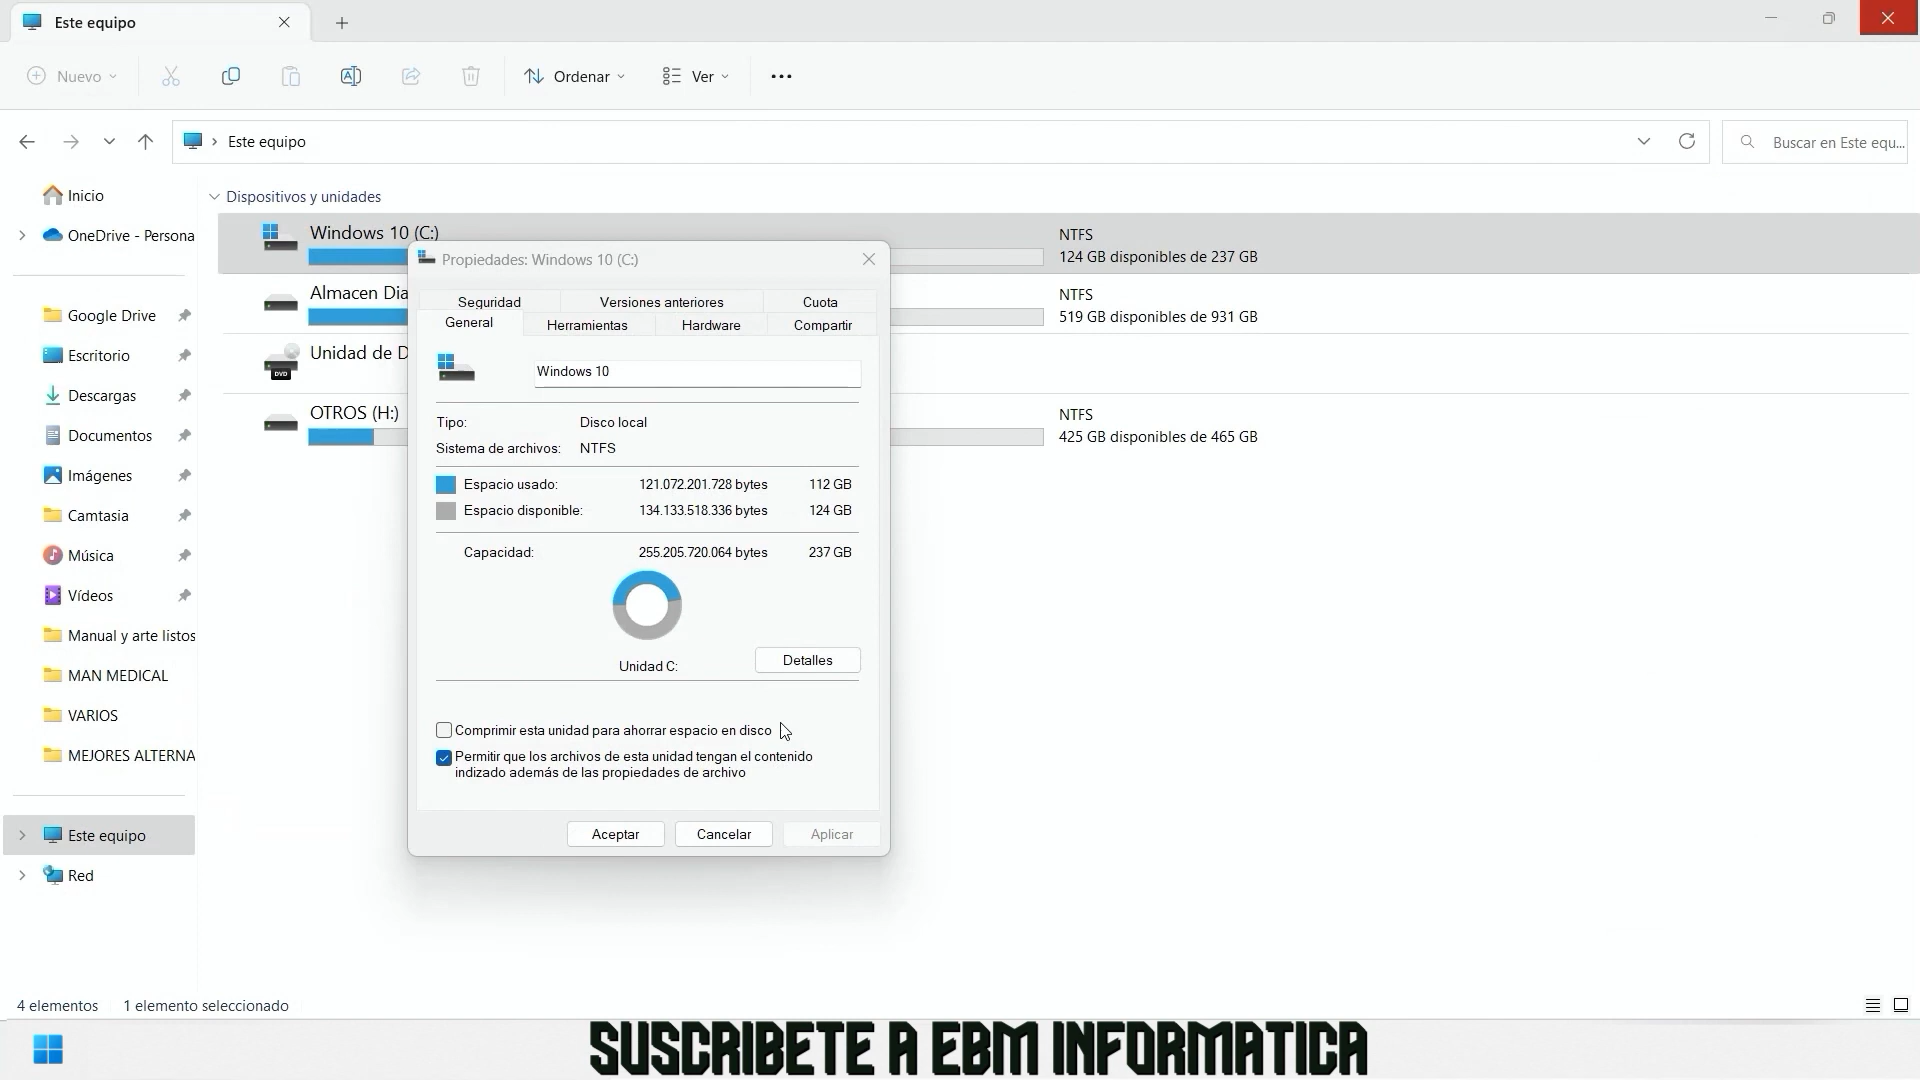 Este equipo
Nuevo
Ordenar
Ver
Este equipo
Buscar en Este equ...
Inicio
OneDrive - Persona
Google Drive
Escritorio
Descargas
Documentos
Imágenes
Camtasia
Música
Vídeos
Manual y arte listos
MAN MEDICAL
VARIOS
MEJORES ALTERNA
Este equipo
Red
Dispositivos y unidades
Windows 10 (C:)
NTFS
124 GB disponibles de 237 GB
Almacen Dia
NTFS
519 GB disponibles de 931 GB
Unidad de D
DVD
OTROS (H:)
NTFS
425 GB disponibles de 465 GB
Propiedades: Windows 10 (C:)
Seguridad Versiones anteriores Cuota
General Herramientas Hardware Compartir
Windows 10
Tipo: Disco local
Sistema de archivos: NTFS
Espacio usado: 121.072.201.728 bytes 112 GB
Espacio disponible: 134.133.518.336 bytes 124 GB
Capacidad: 255.205.720.064 bytes 237 GB
Unidad C:
Detalles
Comprimir esta unidad para ahorrar espacio en disco
Permitir que los archivos de esta unidad tengan el contenido
indizado además de las propiedades de archivo
Aceptar Cancelar Aplicar
4 elementos 1 elemento seleccionado
SUSCRIBETE A EBM INFORMATICA